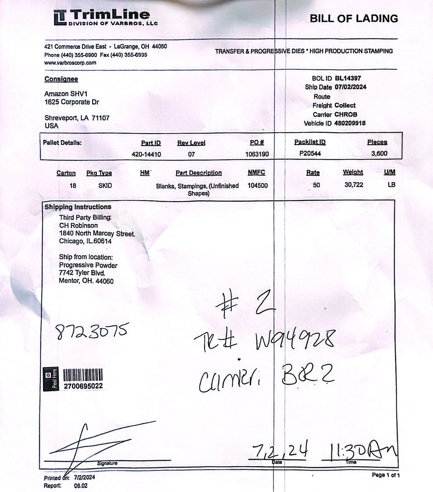 TrimLine
DIVISION OF VARBROS, LLC
BILL OF LADING
421 Commerce Drive East - LaGrange, OH 44050
Phone (440) 355-6900 Fax (440) 355-6935
www.varbroscorp.com
TRANSFER & PROGRESSIVE DIES * HIGH PRODUCTION STAMPING
Consignee
Amazon SHV1
1625 Corporate Dr
Shreveport, LA 71107
USA
BOL ID BL14397
Ship Date 07/02/2024
Route
Freight Collect
Carrier CHROB
Vehicle ID 480209918
Pallet Details: Part ID Rev Level PO # Packlist ID Pieces
420-14410 07 1063190 P20544 3,600
Carton Pkg Type HM Part Description NMFC Rate Weight U/M
18 SKID Blanks, Stampings, (Unfinished Shapes) 104500 50 30,722 LB
Shipping Instructions
Third Party Billing:
CH Robinson
1840 North Marcey Street
Chicago, IL.60614
Ship from location:
Progressive Powder
7742 Tyler Blvd.
Mentor, OH. 44060
# 2
8723075
TR# W94928
Carrier.
2700695022
7,2,24 11:30Am
Signature Date Time
Printed on: 7/2/2024
Report: 06.02
Page 1 of 1